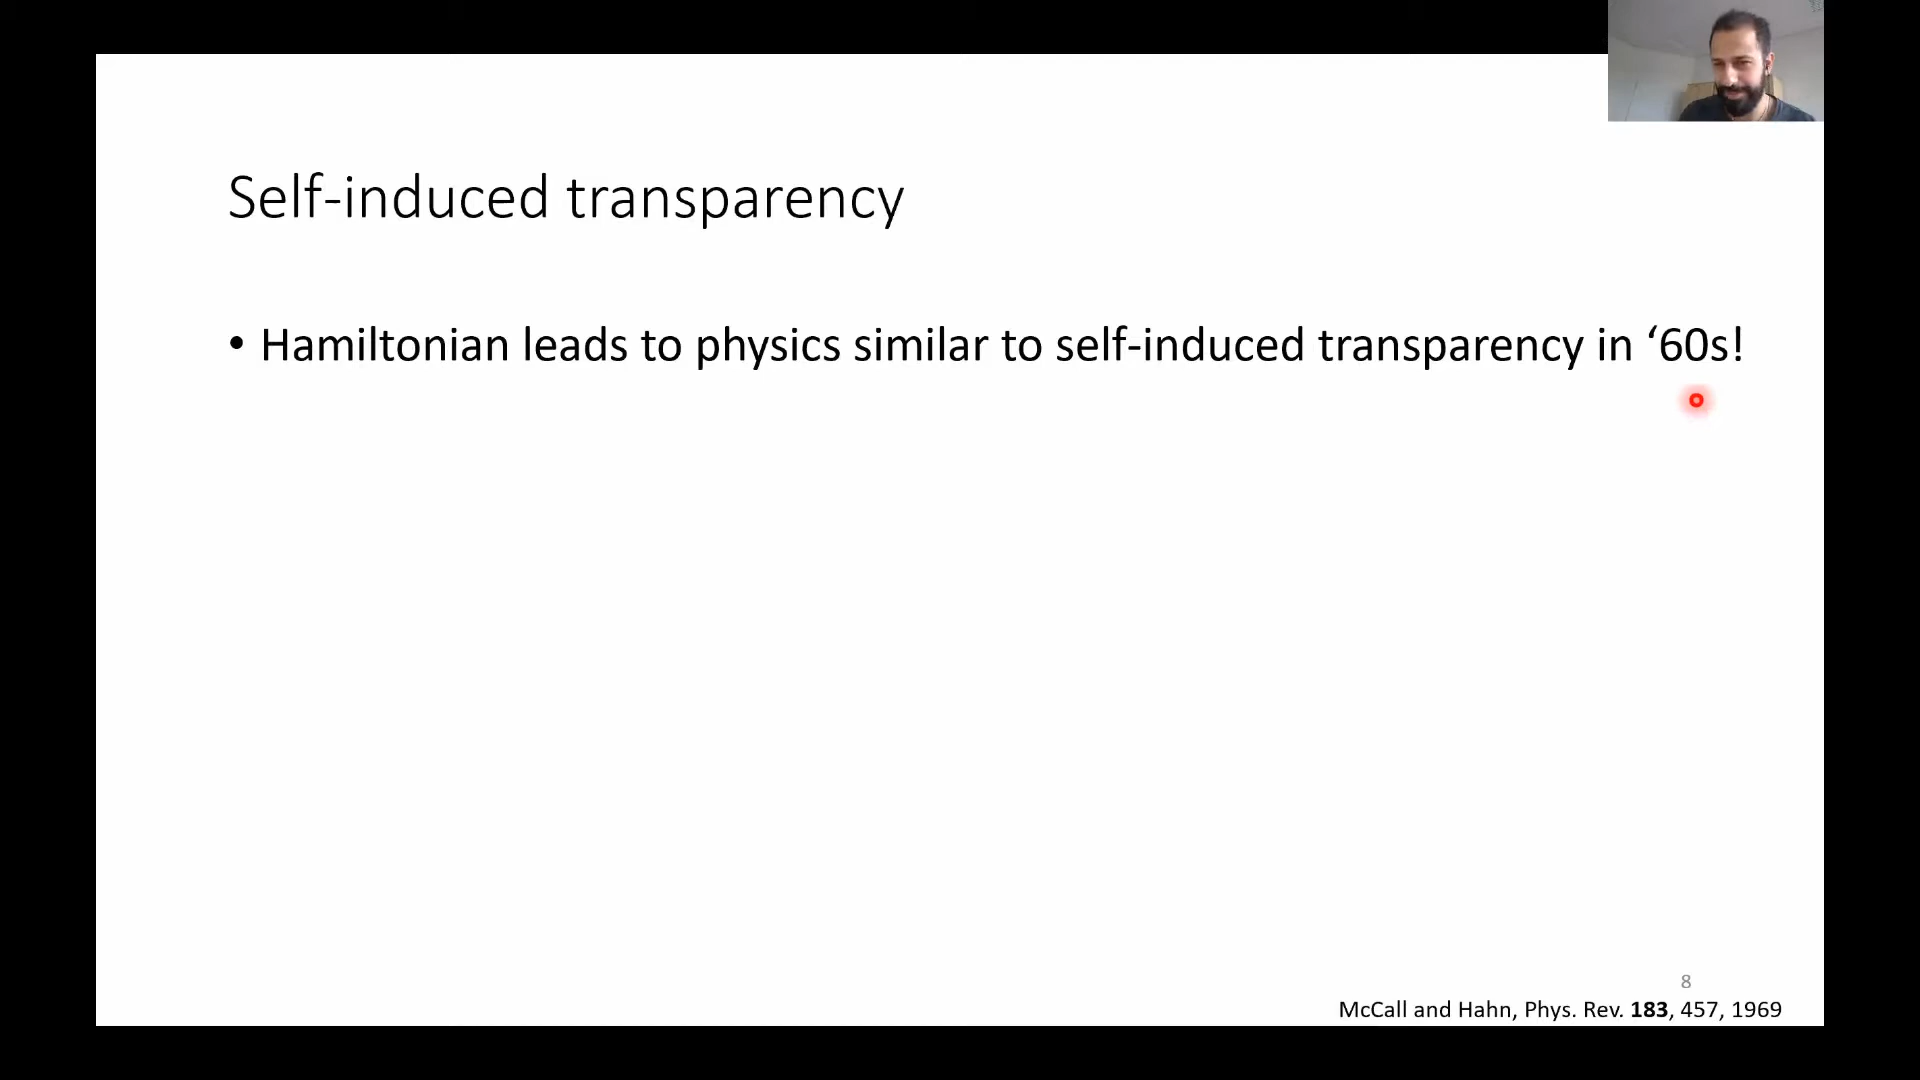 Self-induced transparency
• Hamiltonian leads to physics similar to self-induced transparency in ‘60s!
8
McCall and Hahn, Phys. Rev. 183, 457, 1969